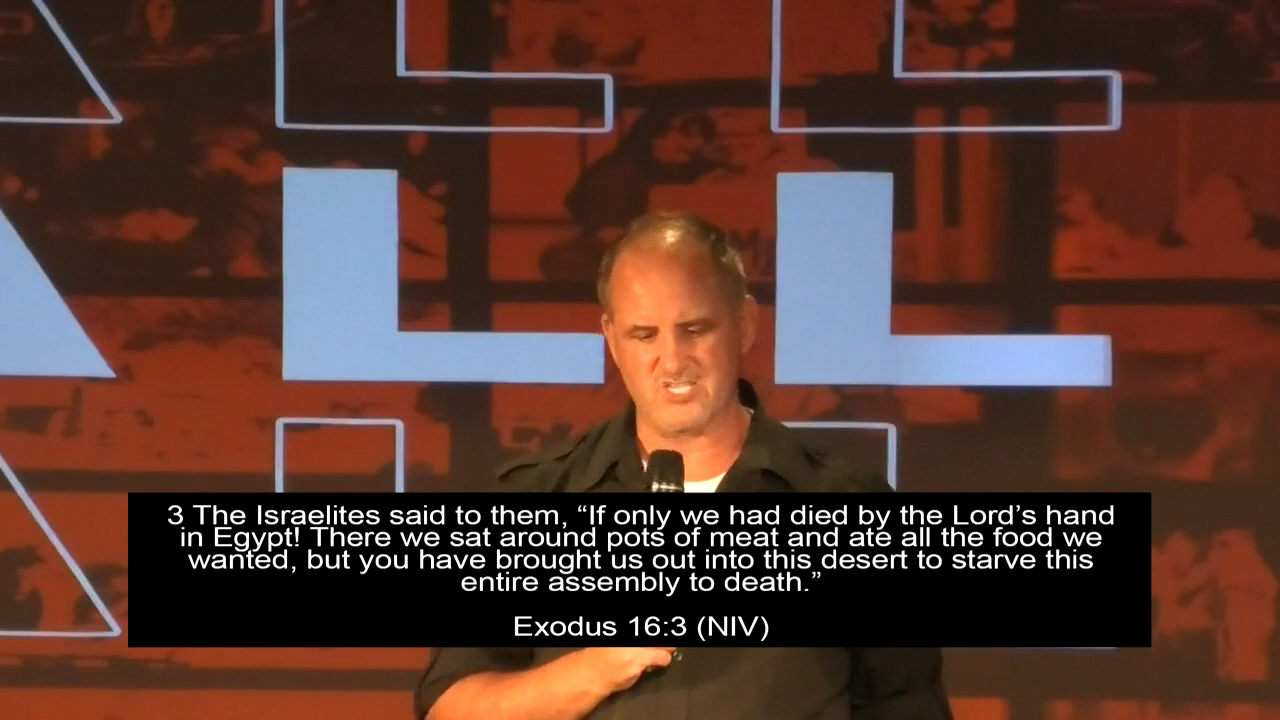 3 The Israelites said to them, “If only we had died by the Lord’s hand
in Egypt! There we sat around pots of meat and ate all the food we
wanted, but you have brought us out into this desert to starve this
entire assembly to death.”
Exodus 16:3 (NIV)